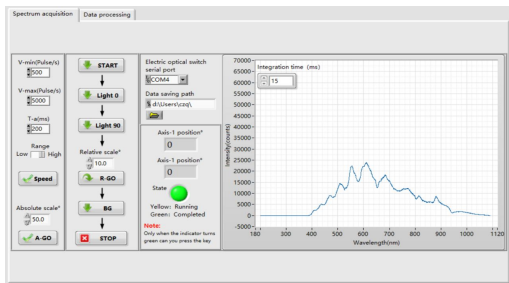 Spectrum acquisition
Data processing
V-min(Pulse/s)
500
V-max(Pulse/s)
5000
T-a(ms)
200
Range
Low High
Speed
Absolute scale°
50.0
A-GO
START
Light 0
Light 90
Relative scale°
10.0
R-GO
BG
STOP
Electric optical switch
serial port
COM4
Data saving path
d:\Users\czq\
Axis-1 position°
0
Axis-1 position°
0
State
Yellow: Running
Green: Completed
Note:
Only when the indicator turns
green can you press the key
Integration time (ms)
15
Intensity(counts)
70000
65000
60000
55000
50000
45000
40000
35000
30000
25000
20000
15000
10000
5000
0
-5000
180 300 400 500 600 700 800 900 1000 1120
Wavelength(nm)